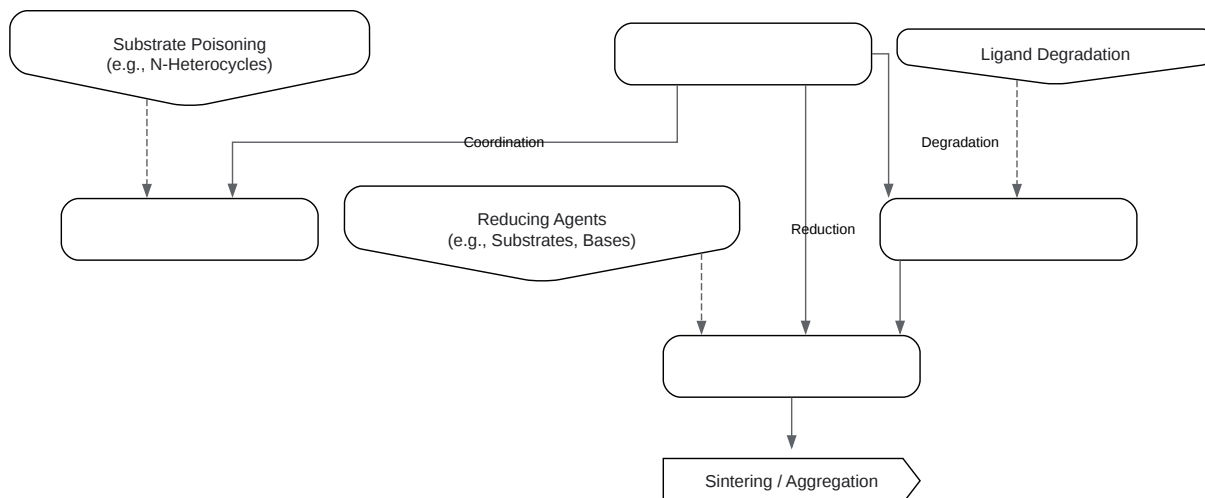 Substrate Poisoning
(e.g., N-Heterocycles)
Ligand Degradation
Coordination
Degradation
Reducing Agents
(e.g., Substrates, Bases)
Reduction
Sintering / Aggregation